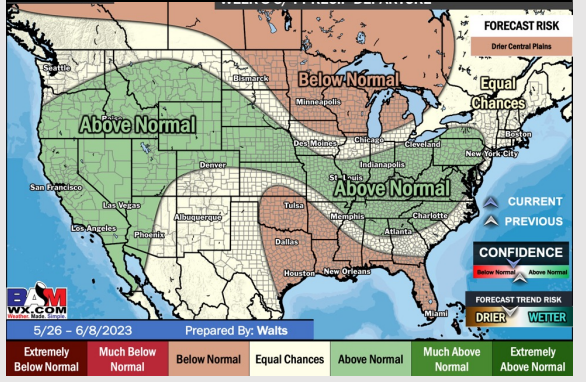 FORECAST RISK
Drier Central Plains
Seattle
Bismarck
Below Normal
Equal
Chances
Minneapolis
Above Normal
Boston
Des Moines
Chicago
Cleveland
New York City
Indianapolis
Denver
St. Louis
Above Normal
San Francisco
Las Vegas
Tulsa
CURRENT
Albuquerque
Memphis
Charlotte
PREVIOUS
Los Angeles
Phoenix
Atlanta
Dallas
CONFIDENCE
Below Normal
Above Normal
Houston
New Orleans
BAM
WX.COM
Weather. Made. Simple.
FORECAST TREND RISK
DRIER
WETTER
Miami
5/26 - 6/8/2023
Prepared By: Walts
Extremely
Below Normal
Much Below
Normal
Below Normal
Equal Chances
Above Normal
Much Above
Normal
Extremely
Above Normal